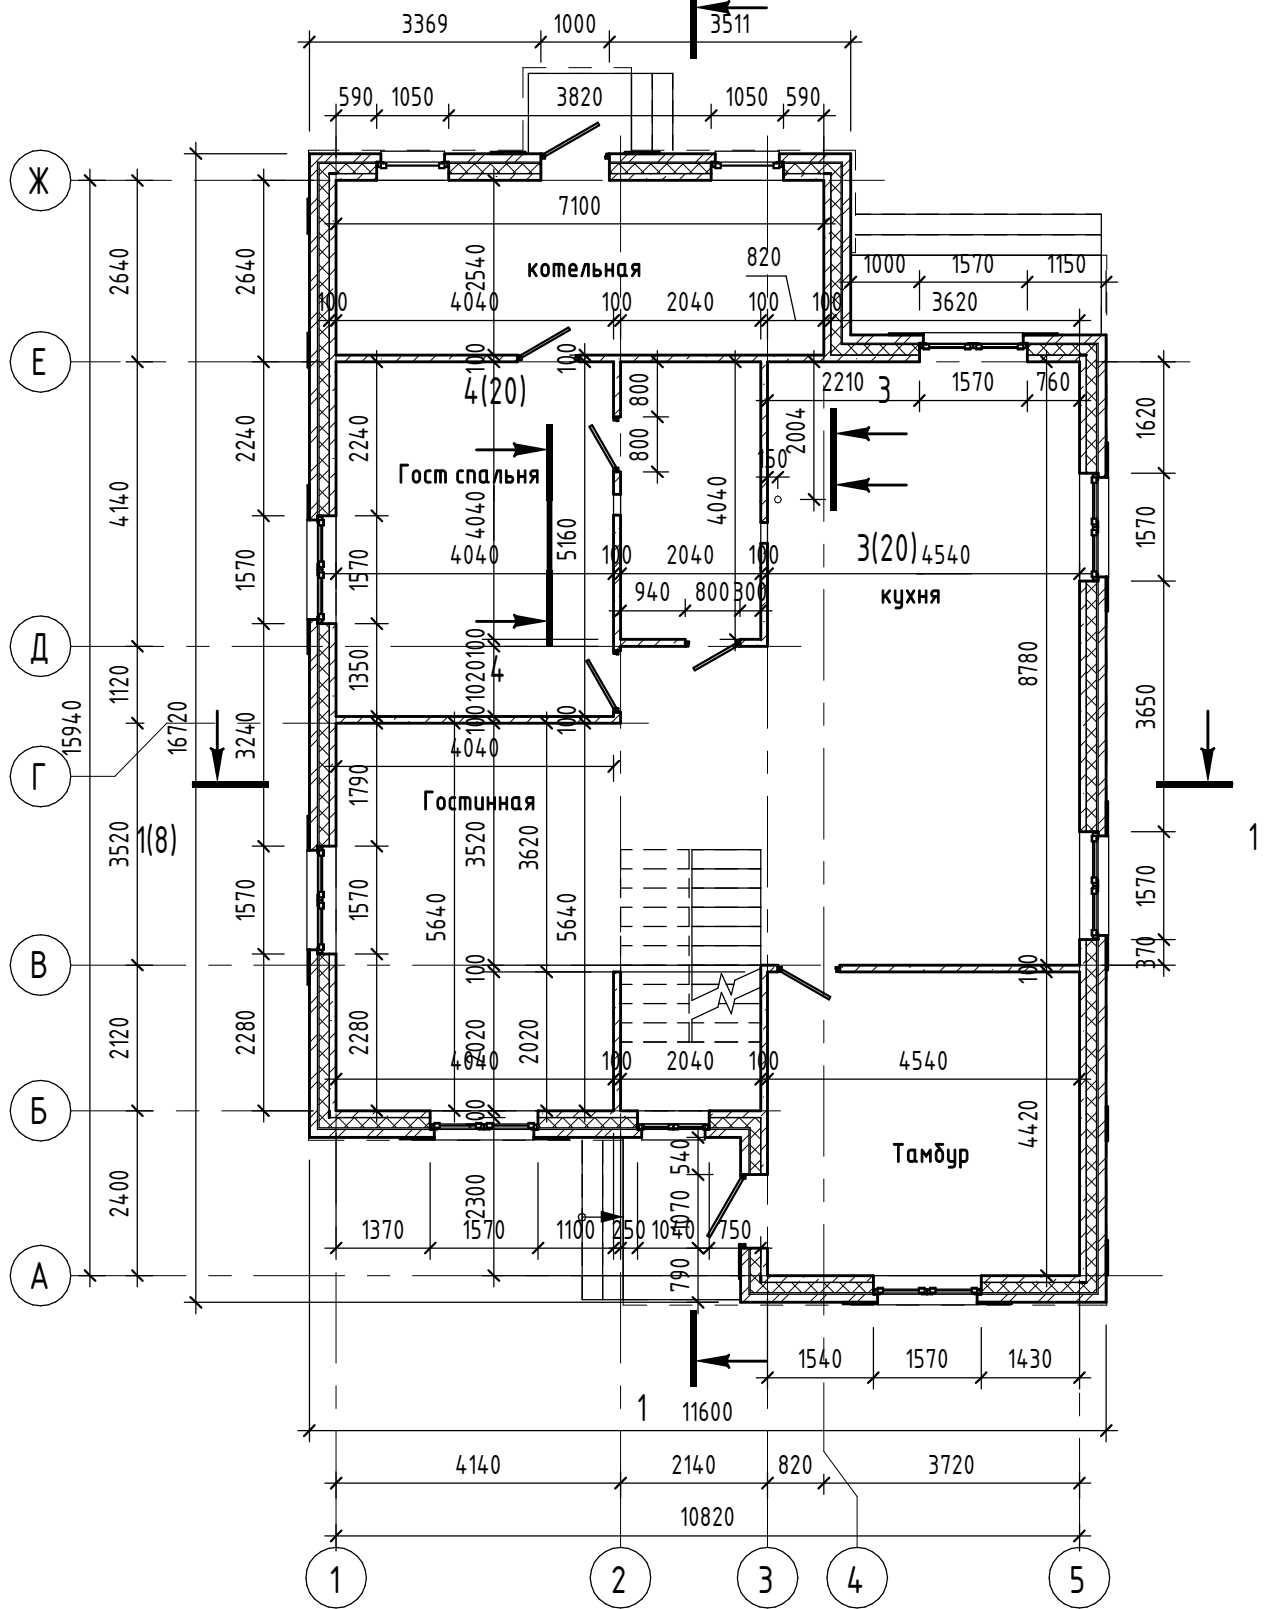 3369 1000 3511
590 1050 3820 1050 590
Ж
7100
котельная
2640 2640 2540 820
1000 1570 1150
100 4040 100 2040 100 100 3620
Е
100 100
4(20) 800 2210 1570 760
3
2240 2240 800 2004 1620
Гост спальня 150
4140 4040 5160 4040 1570
1570 1570
4040 100 2040 100 3(20) 4540
940 800 300 кухня
Д
100
1120 1350 1020 4 8780 3650
15940 16720 3240 100 100
4040
Г
1790
Гостинная
3520 1(8) 3520 3620 1
1570 1570 5640 5640 1570
В
100 100 370
2120 2280 2280 2020 2020
4040 100 2040 100 4540
Б
100 4420
540 Тамбур
2400 2300 1070
1370 1570 1100 250 1040 750
А
790
1540 1570 1430
1 11600
4140 2140 820 3720
10820
1 2 3 4 5